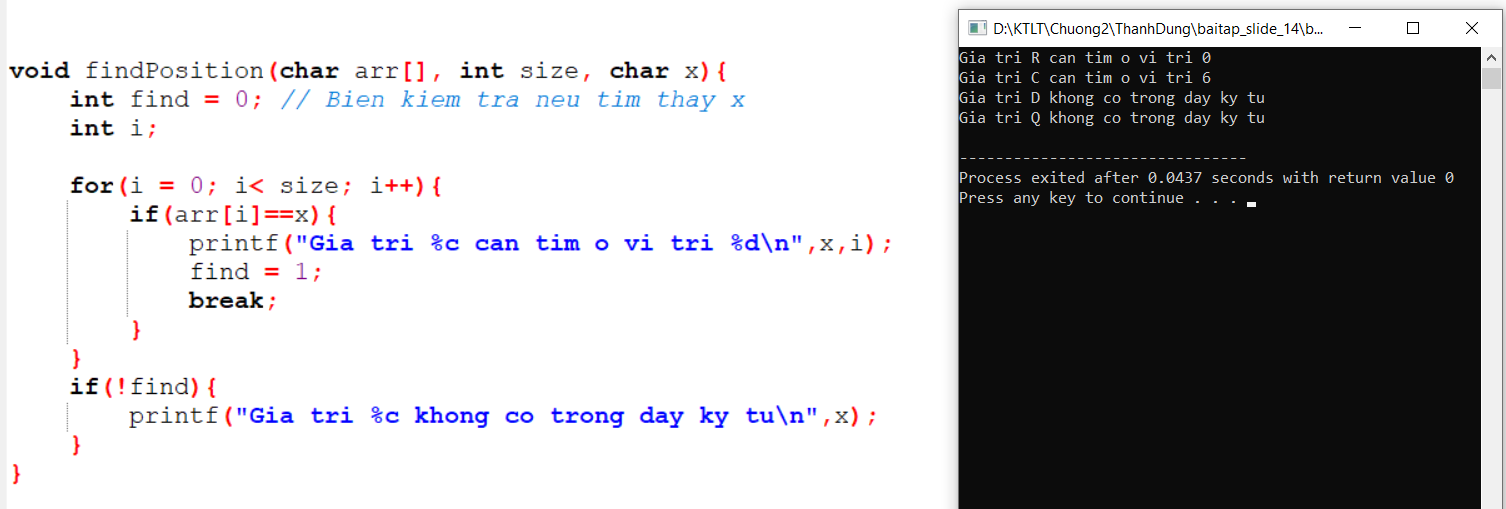 void findPosition(char arr[], int size, char x){
    int find = 0; // Bien kiem tra neu tim thay x
    int i;
    for(i = 0; i< size; i++){
        if(arr[i]==x){
            printf("Gia tri %c can tim o vi tri %d\n",x,i);
            find = 1;
            break;
        }
    }
    if(!find){
        printf("Gia tri %c khong co trong day ky tu\n",x);
    }
}
D:\KTLT\Chuong2\ThanhDung\baitap_slide_14\b...
Gia tri R can tim o vi tri 0
Gia tri C can tim o vi tri 6
Gia tri D khong co trong day ky tu
Gia tri Q khong co trong day ky tu
--------------------------------
Process exited after 0.0437 seconds with return value 0
Press any key to continue . . .